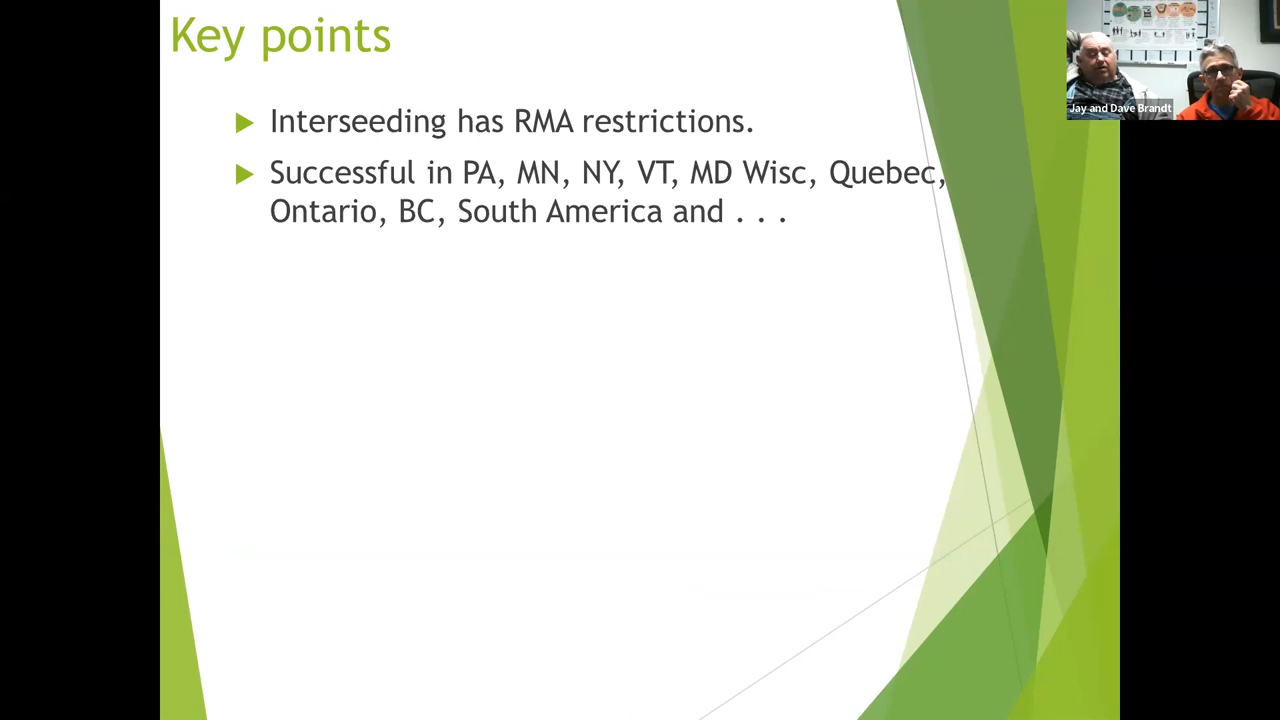 Key points
Interseeding has RMA restrictions.
Successful in PA, MN, NY, VT, MD Wisc, Quebec,
Ontario, BC, South America and . . .
Jay and Dave Brandt